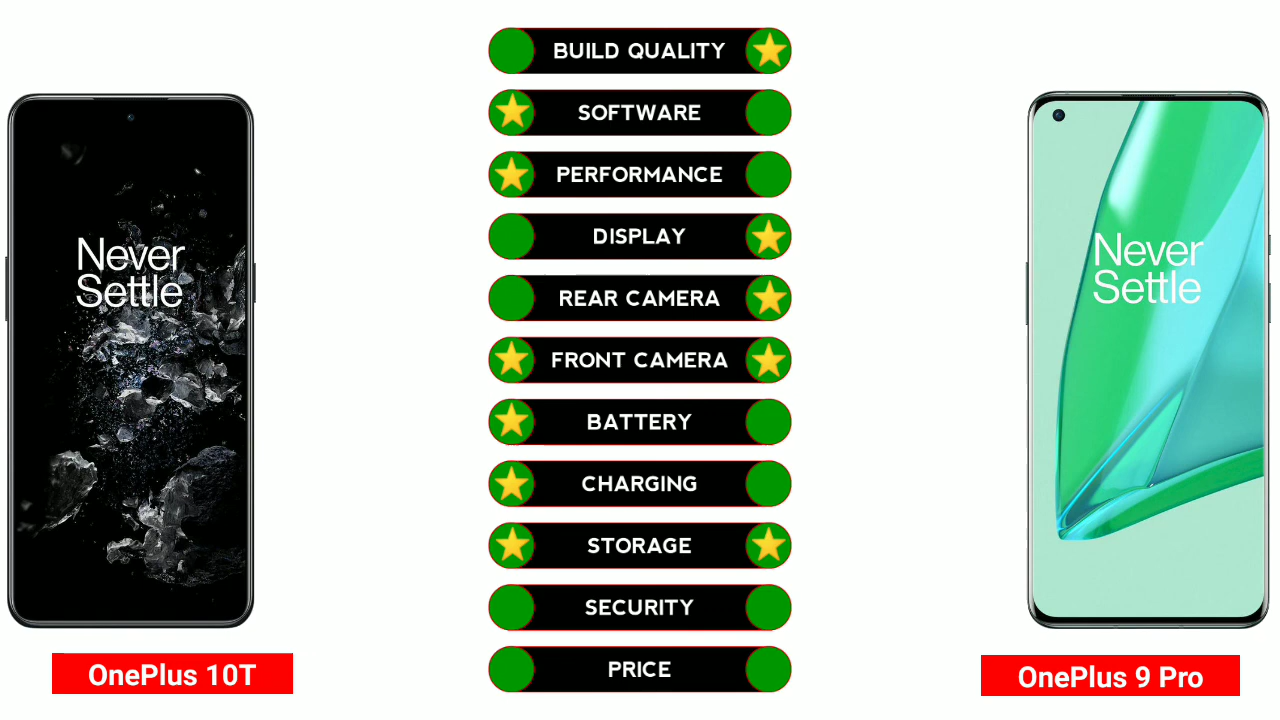 BUILD QUALITY
SOFTWARE
PERFORMANCE
DISPLAY
REAR CAMERA
FRONT CAMERA
BATTERY
CHARGING
STORAGE
SECURITY
PRICE
Never
Settle
OnePlus 10T
Never
Settle
OnePlus 9 Pro